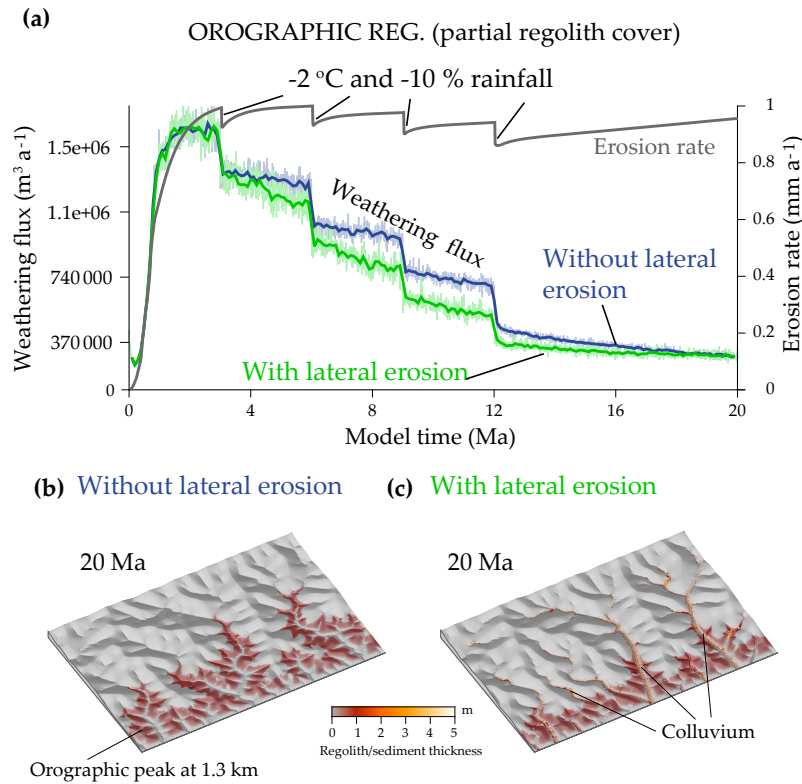 (a)
OROGRAPHIC REG. (partial regolith cover)
-2 °C and -10 % rainfall
Weathering flux (m³ a⁻¹)
1.5e+06
1.1e+06
740 000
370 000
0
Erosion rate
Weathering flux
Without lateral
erosion
With lateral erosion
1
0.8
0.6
0.4
0.2
0
Erosion rate (mm a⁻¹)
0 4 8 12 16 20
Model time (Ma)
(b) Without lateral erosion
(c) With lateral erosion
20 Ma
20 Ma
m
0 1 2 3 4 5
Regolith/sediment thickness
Orographic peak at 1.3 km
Colluvium